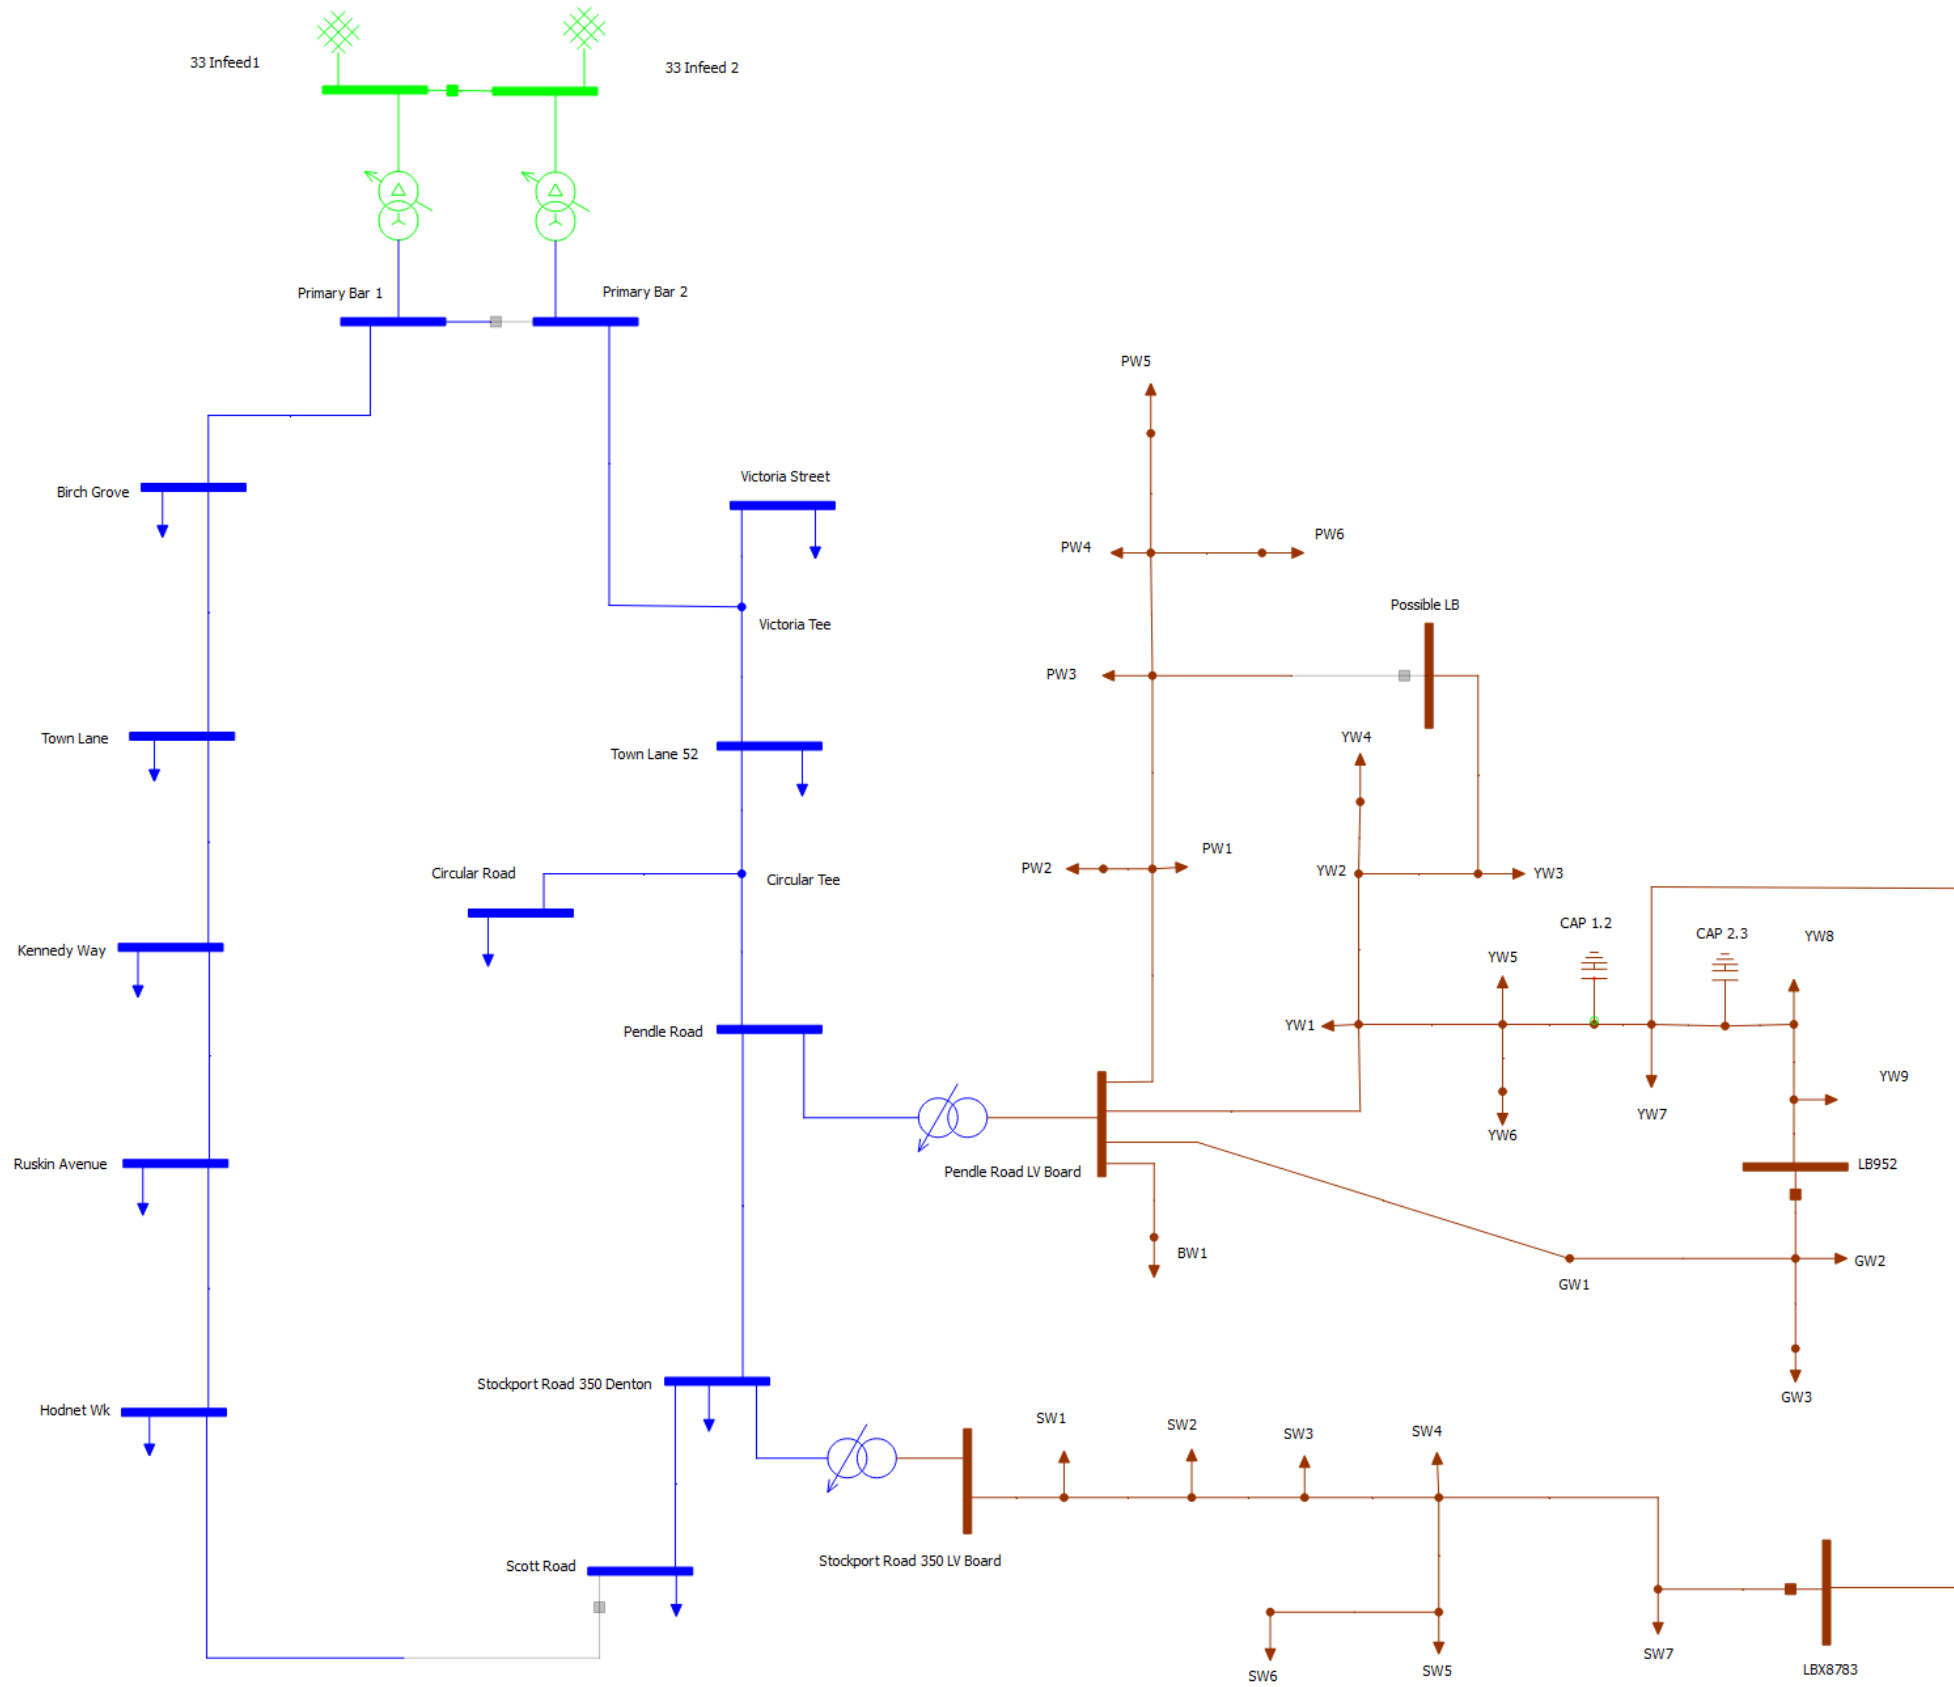 33 Infeed1
33 Infeed 2
Primary Bar 1
Primary Bar 2
PW5
Victoria Street
Birch Grove
PW4
PW6
Possible LB
Victoria Tee
PW3
Town Lane
Town Lane 52
YW4
PW1
PW2
YW2
YW3
Circular Road
Circular Tee
CAP 1.2
CAP 2.3
YW8
Kennedy Way
YW5
Pendle Road
YW1
YW9
YW7
YW6
Ruskin Avenue
Pendle Road LV Board
LB952
BW1
GW2
GW1
Stockport Road 350 Denton
GW3
Hodnet Wk
SW1
SW2
SW3
SW4
Scott Road
Stockport Road 350 LV Board
SW7
SW6
SW5
LBX8783